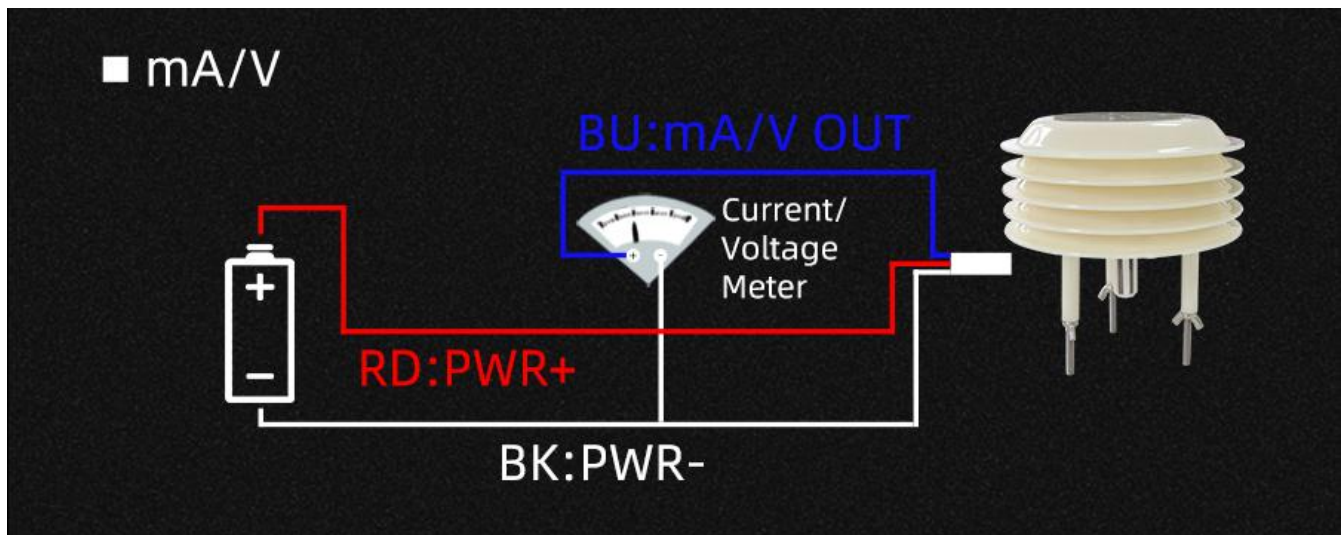 mA/V
BU:mA/V OUT
Current/
Voltage
Meter
+
-
+
-
RD:PWR+
BK:PWR-